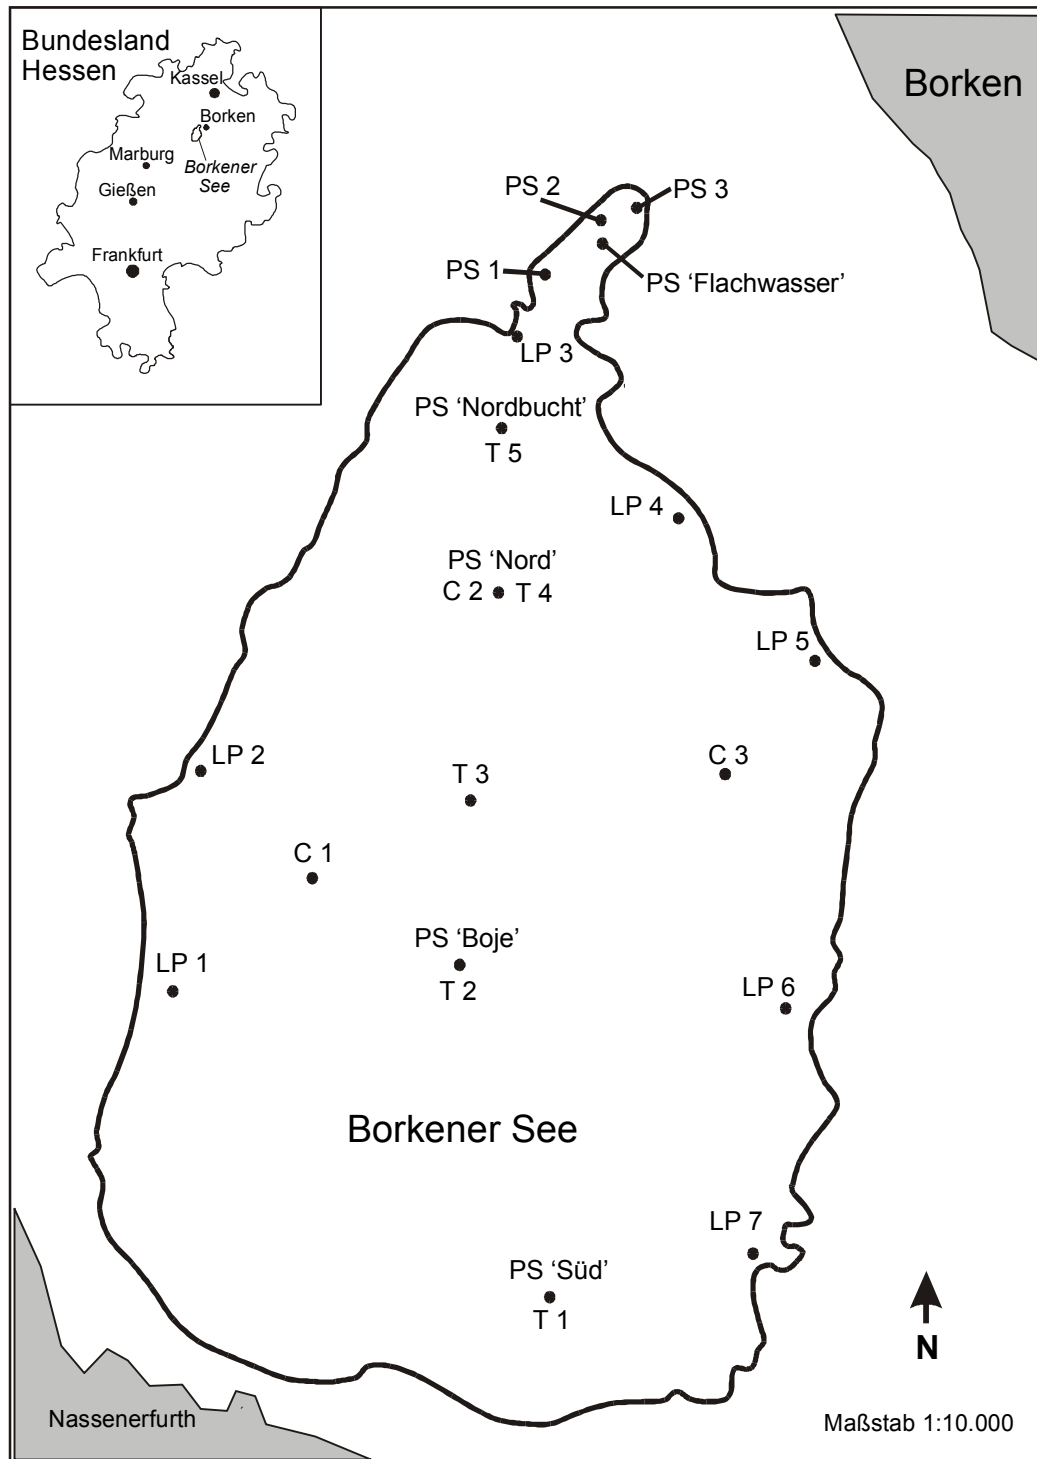 Bundesland
Hessen
Kassel
Borken
Marburg
Borkener
See
Gießen
Frankfurt
Borken
PS 2
PS 3
PS 1
PS ‘Flachwasser’
LP 3
PS ‘Nordbucht’
T 5
LP 4
PS ‘Nord’
C 2 T 4
LP 5
LP 2
T 3
C 3
C 1
PS ‘Boje’
LP 1
T 2
LP 6
Borkener See
LP 7
PS ‘Süd’
T 1
N
Nassenerfurth
Maßstab 1:10.000